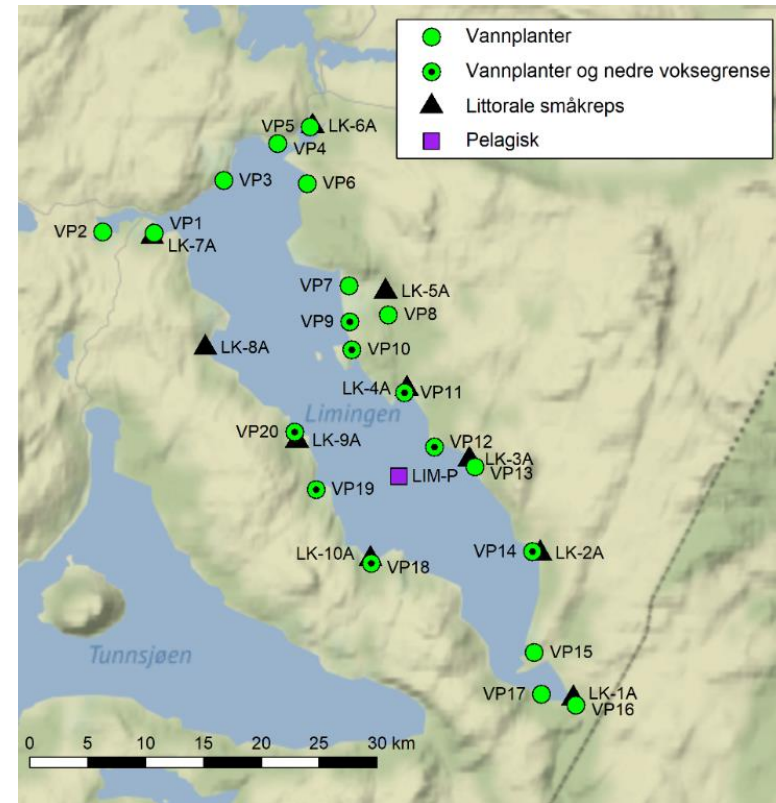 Vannplanter
Vannplanter og nedre voksegrense
Littorale småkreps
Pelagisk
VP5
LK-6A
VP4
VP3
VP6
VP2
VP1
LK-7A
VP7
LK-5A
VP8
VP9
VP10
LK-8A
LK-4A
VP11
Limingen
VP20
LK-9A
VP12
LK-3A
VP13
LIM-P
VP19
LK-10A
VP18
VP14
LK-2A
Tunnsjøen
VP15
VP17
LK-1A
VP16
0 5 10 15 20 25 30 km